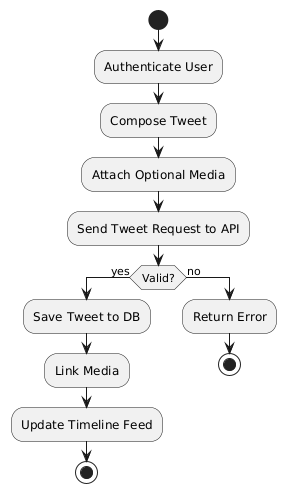 Authenticate User
Compose Tweet
Attach Optional Media
Send Tweet Request to API
Valid?
yes
no
Save Tweet to DB
Return Error
Link Media
Update Timeline Feed